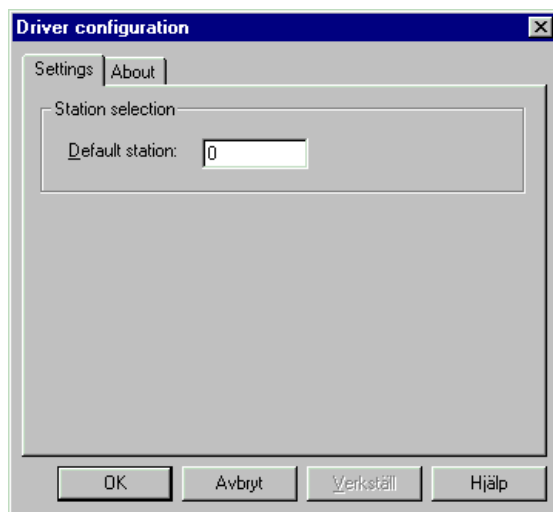 Driver configuration
Settings About
Station selection
Default station: 0
OK Avbryt Verkställ Hjälp